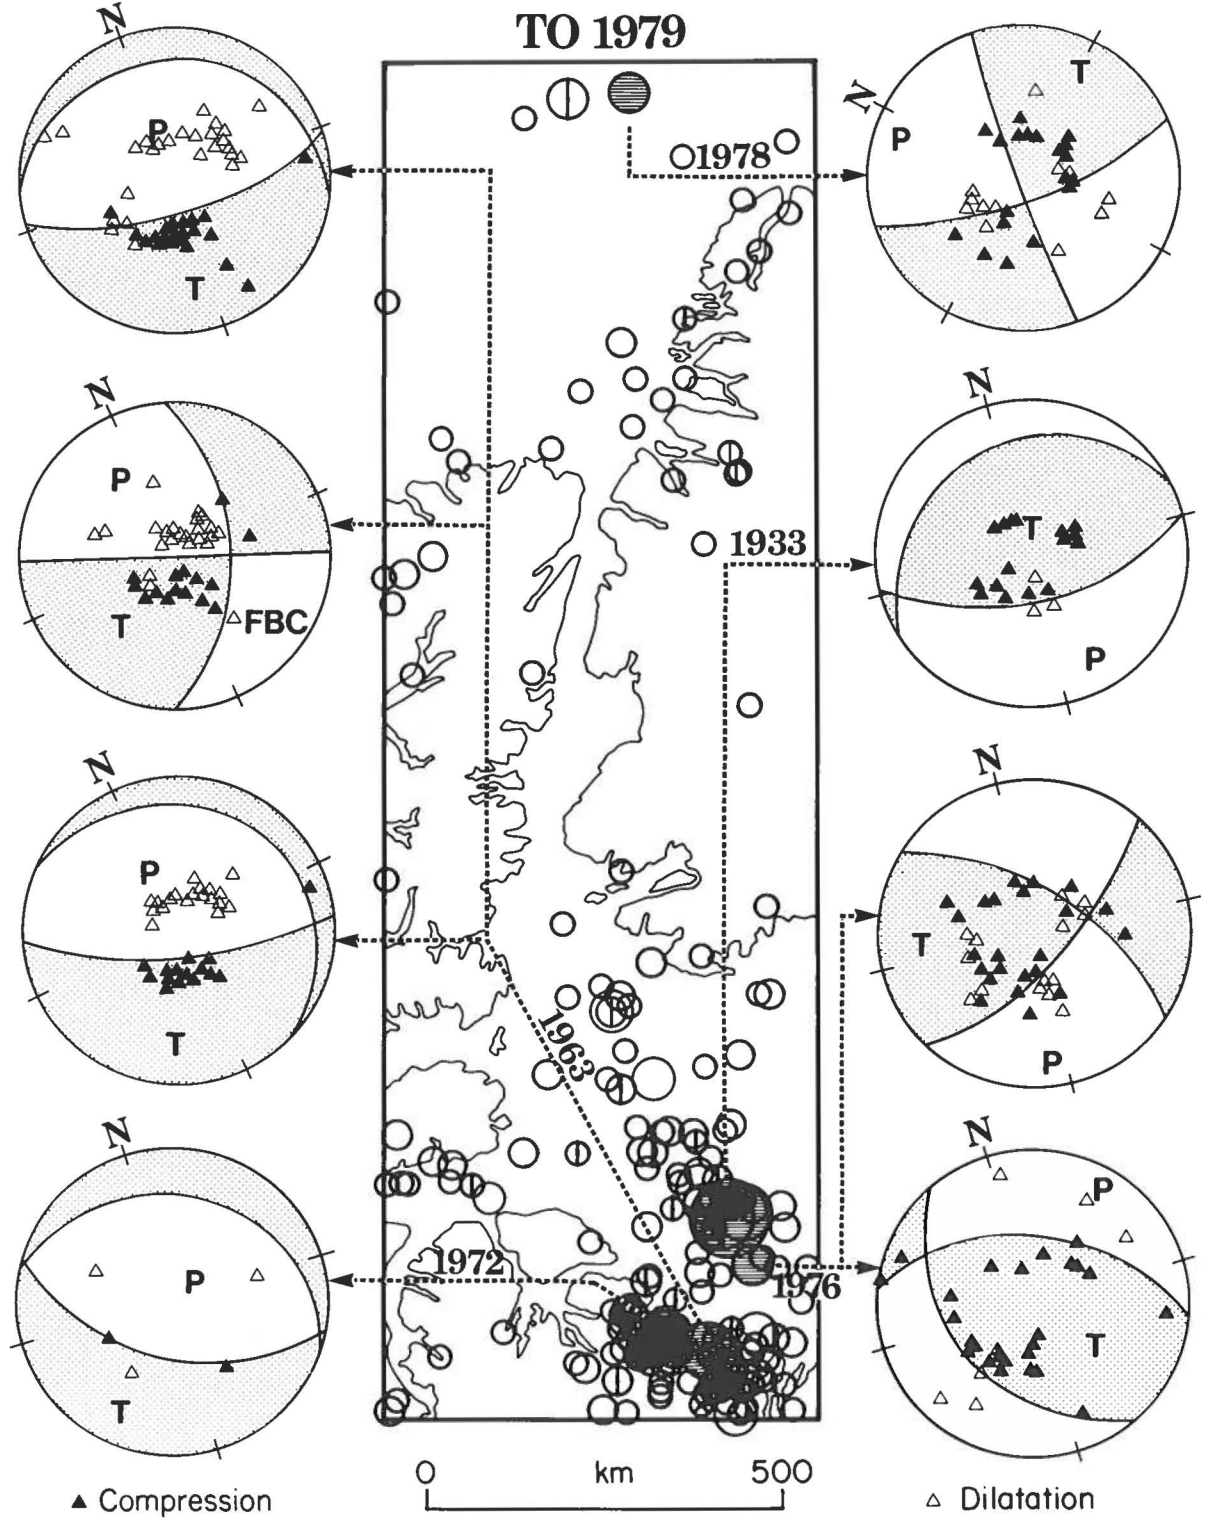 TO 1979
N
P
T
N
T
P
1978
N
P
T
FBC
1933
N
T
P
N
P
T
1963
N
T
P
N
P
T
1972
1976
N
P
T
0 km 500
▲ Compression
△ Dilatation